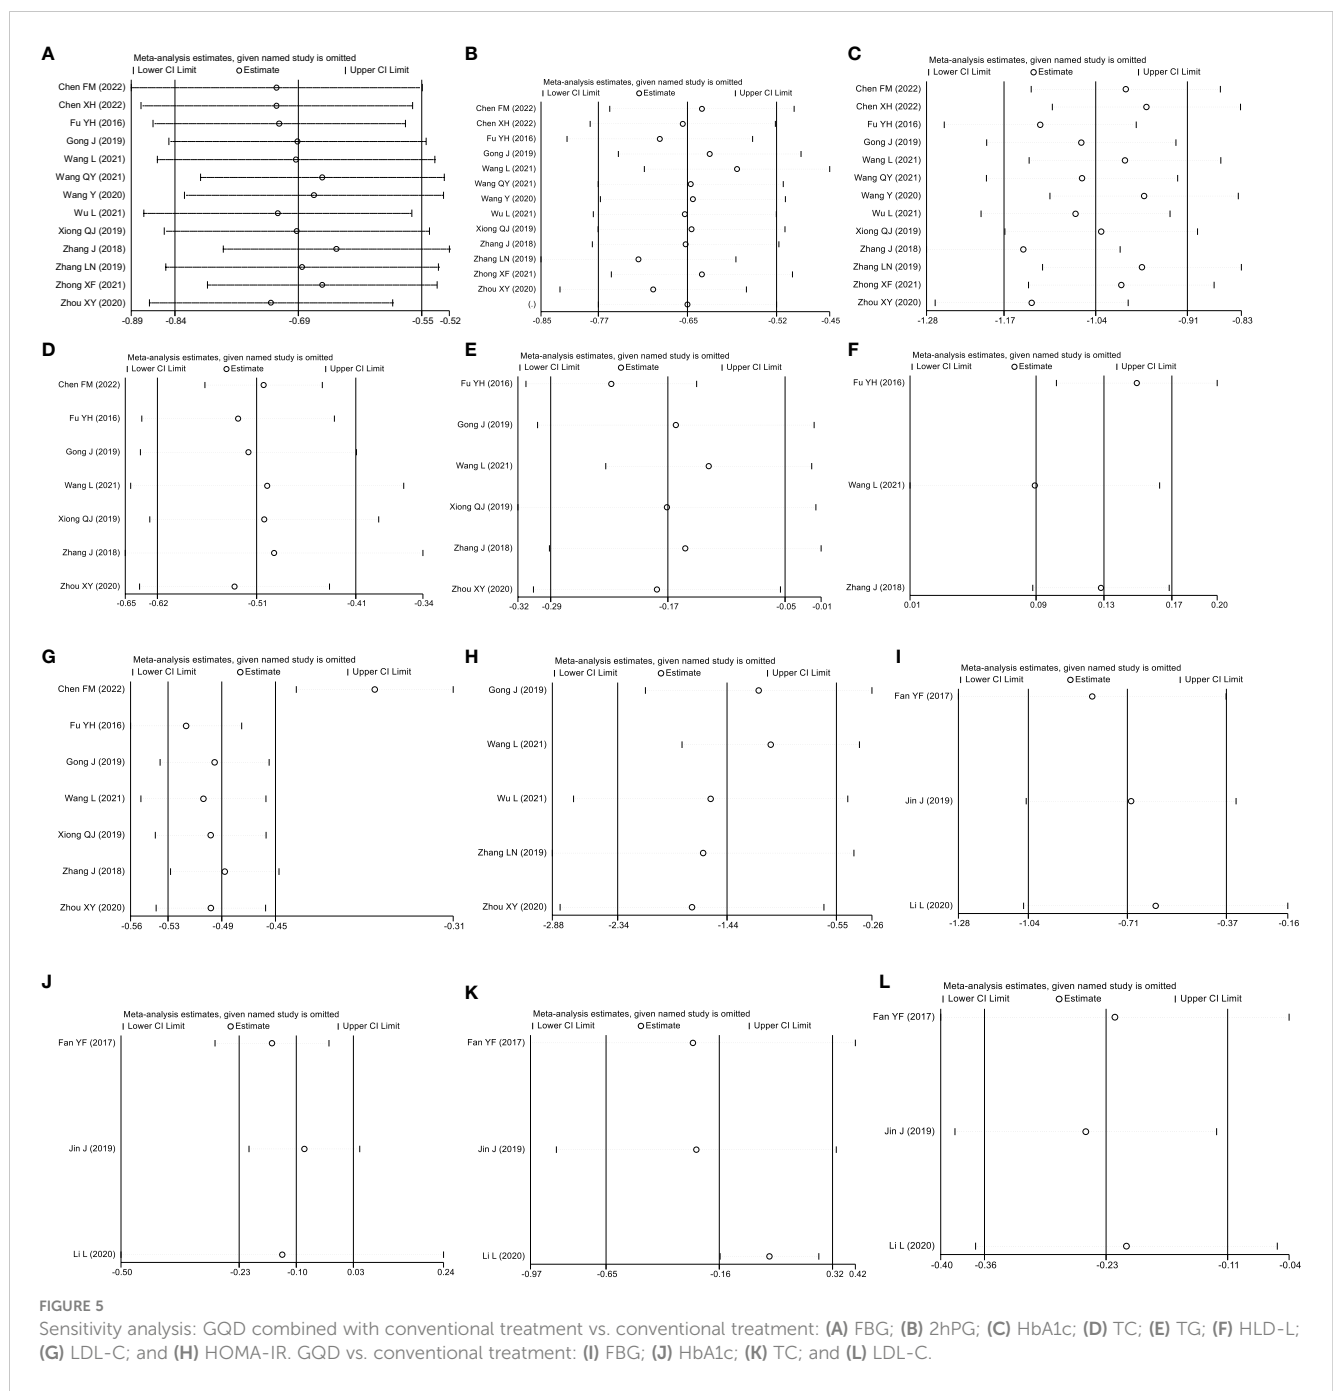 A
Meta-analysis estimates, given named study is omitted
Lower CI Limit Estimate Upper CI Limit
Chen FM (2022)
Chen XH (2022)
Fu YH (2016)
Gong J (2019)
Wang L (2021)
Wang QY (2021)
Wang Y (2020)
Wu L (2021)
Xiong QJ (2019)
Zhang J (2018)
Zhang LN (2019)
Zhong XF (2021)
Zhou XY (2020)
-0.89 -0.84 -0.69 -0.55 -0.52
B
Meta-analysis estimates, given named study is omitted
Lower CI Limit Estimate Upper CI Limit
Chen FM (2022)
Chen XH (2022)
Fu YH (2016)
Gong J (2019)
Wang L (2021)
Wang QY (2021)
Wang Y (2020)
Wu L (2021)
Xiong QJ (2019)
Zhang J (2018)
Zhang LN (2019)
Zhong XF (2021)
Zhou XY (2020)
(.)
-0.85 -0.77 -0.65 -0.52 -0.45
C
Meta-analysis estimates, given named study is omitted
Lower CI Limit Estimate Upper CI Limit
Chen FM (2022)
Chen XH (2022)
Fu YH (2016)
Gong J (2019)
Wang L (2021)
Wang QY (2021)
Wang Y (2020)
Wu L (2021)
Xiong QJ (2019)
Zhang J (2018)
Zhang LN (2019)
Zhong XF (2021)
Zhou XY (2020)
-1.28 -1.17 -1.04 -0.91 -0.83
D
Meta-analysis estimates, given named study is omitted
Lower CI Limit Estimate Upper CI Limit
Chen FM (2022)
Fu YH (2016)
Gong J (2019)
Wang L (2021)
Xiong QJ (2019)
Zhang J (2018)
Zhou XY (2020)
-0.65 -0.62 -0.51 -0.41 -0.34
E
Meta-analysis estimates, given named study is omitted
Lower CI Limit Estimate Upper CI Limit
Fu YH (2016)
Gong J (2019)
Wang L (2021)
Xiong QJ (2019)
Zhang J (2018)
Zhou XY (2020)
-0.32 -0.29 -0.17 -0.05 -0.01
F
Meta-analysis estimates, given named study is omitted
Lower CI Limit Estimate Upper CI Limit
Fu YH (2016)
Wang L (2021)
Zhang J (2018)
0.01 0.09 0.13 0.17 0.20
G
Meta-analysis estimates, given named study is omitted
Lower CI Limit Estimate Upper CI Limit
Chen FM (2022)
Fu YH (2016)
Gong J (2019)
Wang L (2021)
Xiong QJ (2019)
Zhang J (2018)
Zhou XY (2020)
-0.56 -0.53 -0.49 -0.45 -0.31
H
Meta-analysis estimates, given named study is omitted
Lower CI Limit Estimate Upper CI Limit
Gong J (2019)
Wang L (2021)
Wu L (2021)
Zhang LN (2019)
Zhou XY (2020)
-2.88 -2.34 -1.44 -0.55 -0.26
I
Meta-analysis estimates, given named study is omitted
Lower CI Limit Estimate Upper CI Limit
Fan YF (2017)
Jin J (2019)
Li L (2020)
-1.28 -1.04 -0.71 -0.37 -0.16
J
Meta-analysis estimates, given named study is omitted
Lower CI Limit Estimate Upper CI Limit
Fan YF (2017)
Jin J (2019)
Li L (2020)
-0.50 -0.23 -0.10 0.03 0.24
K
Meta-analysis estimates, given named study is omitted
Lower CI Limit Estimate Upper CI Limit
Fan YF (2017)
Jin J (2019)
Li L (2020)
-0.97 -0.65 -0.16 0.32 0.42
L
Meta-analysis estimates, given named study is omitted
Lower CI Limit Estimate Upper CI Limit
Fan YF (2017)
Jin J (2019)
Li L (2020)
-0.40 -0.36 -0.23 -0.11 -0.04
FIGURE 5
Sensitivity analysis: GQD combined with conventional treatment vs. conventional treatment: (A) FBG; (B) 2hPG; (C) HbA1c; (D) TC; (E) TG; (F) HLD-L;
(G) LDL-C; and (H) HOMA-IR. GQD vs. conventional treatment: (I) FBG; (J) HbA1c; (K) TC; and (L) LDL-C.